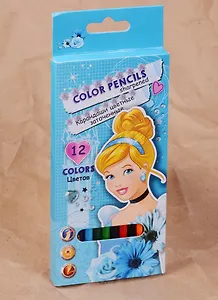 COLOR PENCILS
sharpened
Карандаши цветные
заточенные
12
COLORS
Цветов